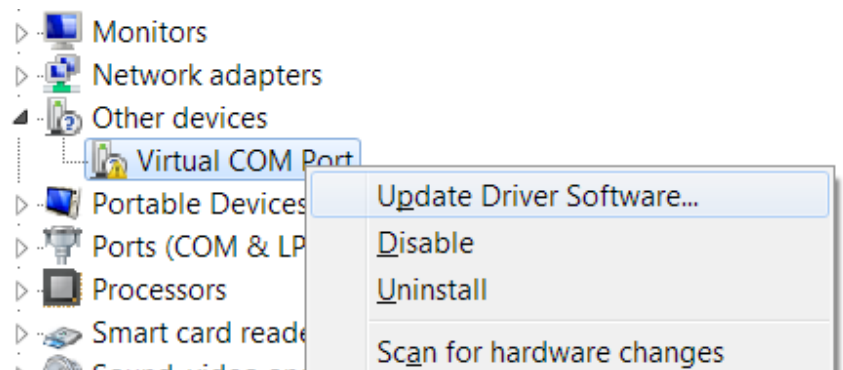 Monitors
Network adapters
Other devices
Virtual COM Port
Portable Devices
Ports (COM & LP
Processors
Smart card reade
Update Driver Software...
Disable
Uninstall
Scan for hardware changes